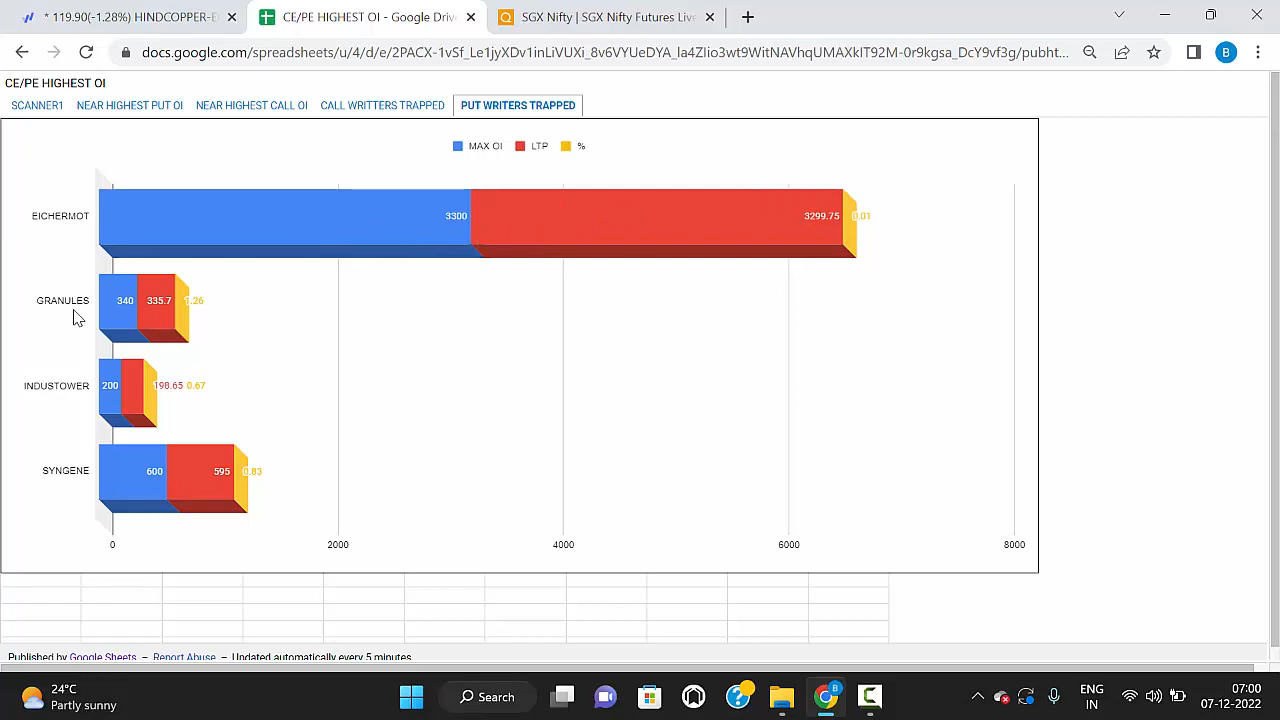 * 119.90(-1.28%) HINDCOPPER-E
CE/PE HIGHEST OI - Google Driv
SGX Nifty | SGX Nifty Futures Live
docs.google.com/spreadsheets/u/4/d/e/2PACX-1vSf_Le1jyXDv1inLiVUXi_8v6VYUeDYA_la4ZIio3wt9WitNAVhqUMAXkIT92M-0r9kgsa_DcY9vf3g/pubht...
B
CE/PE HIGHEST OI
SCANNER1 NEAR HIGHEST PUT OI NEAR HIGHEST CALL OI CALL WRITTERS TRAPPED PUT WRITERS TRAPPED
MAX OI LTP %
EICHERMOT 3300 3299.75 0.01
GRANULES 340 335.7 1.26
INDUSTOWER 200 198.65 0.67
SYNGENE 600 595 0.83
0 2000 4000 6000 8000
Published by Google Sheets – Report Abuse – Updated automatically every 5 minutes
24°C
Partly sunny
Search
B
ENG
IN
07:00
07-12-2022